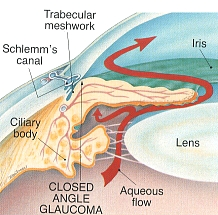 Trabecular
meshwork
Schlemm's
canal
Iris
Ciliary
body
Lens
CLOSED
ANGLE
GLAUCOMA
Aqueous
flow